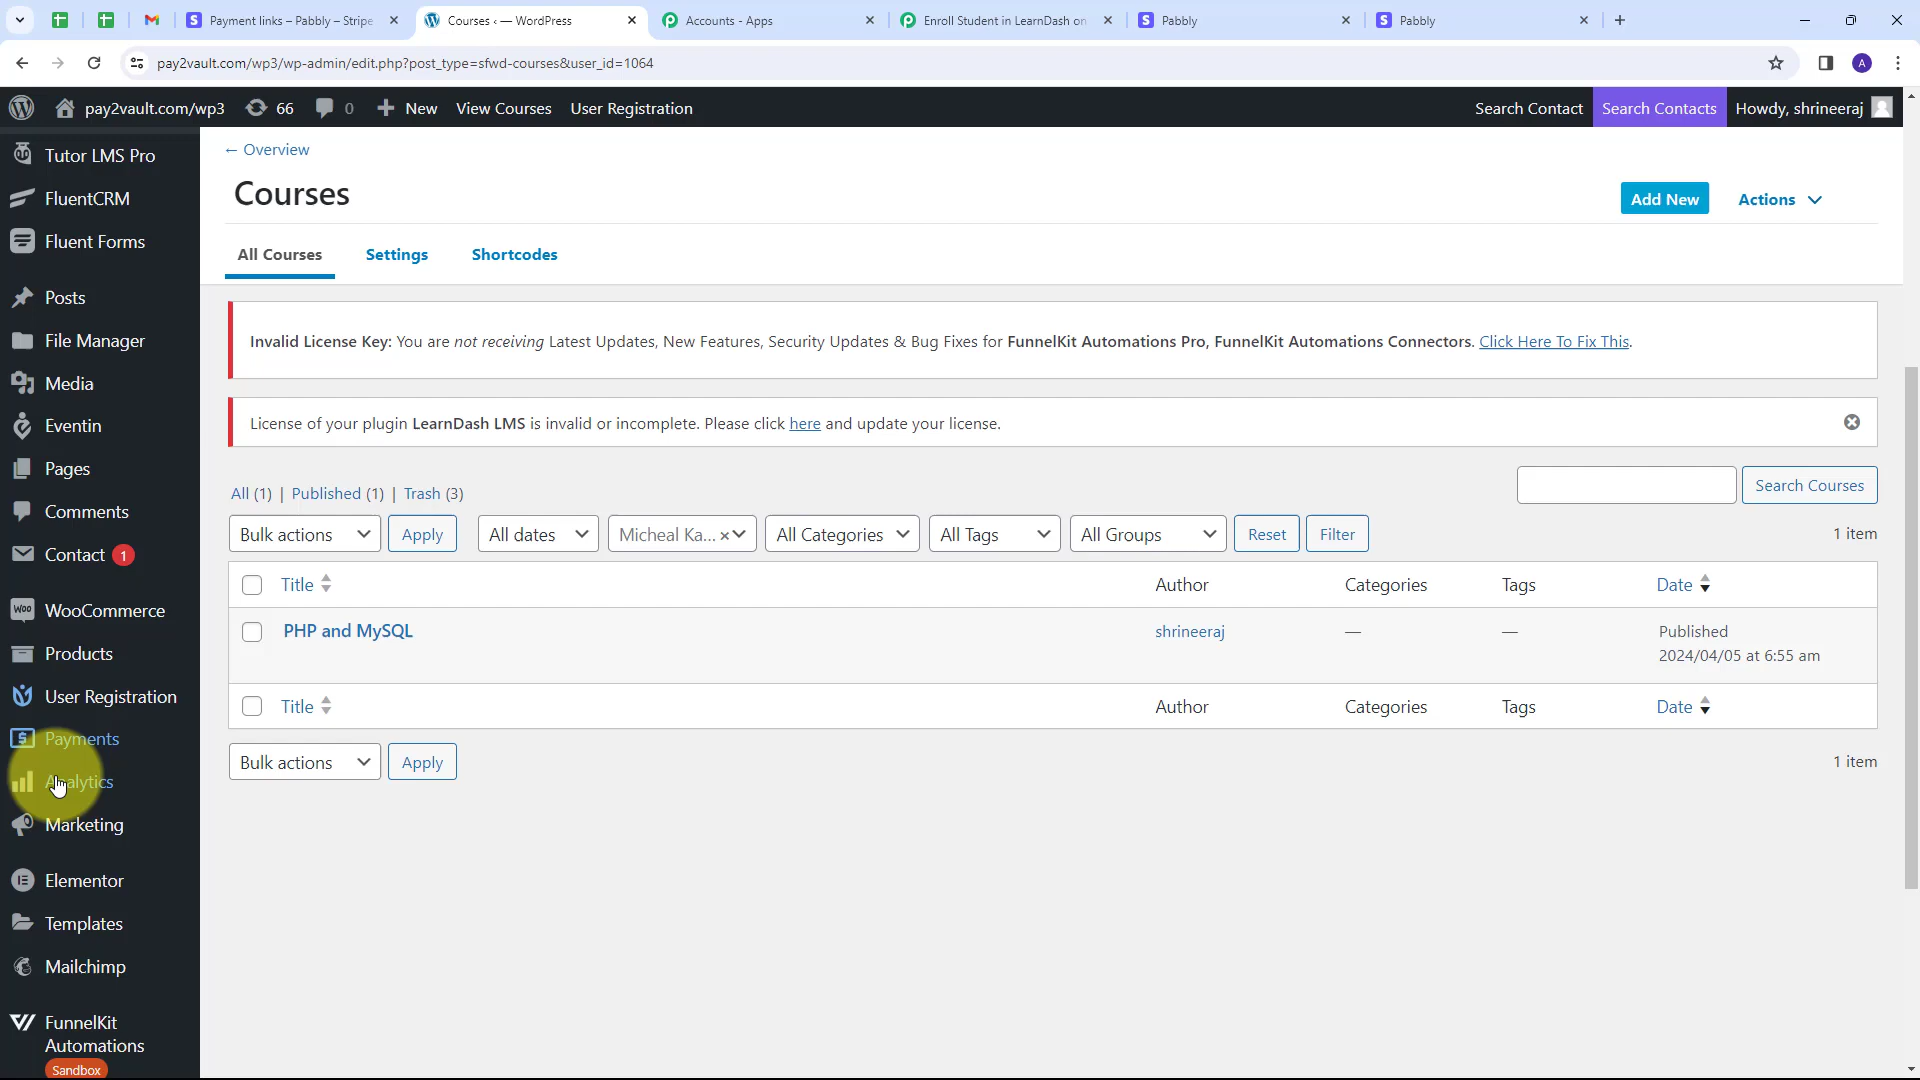 Payment links – Pabbly – Stripe
Courses ‹ — WordPress
Accounts - Apps
Enroll Student in LearnDash on
Pabbly
Pabbly
pay2vault.com/wp3/wp-admin/edit.php?post_type=sfwd-courses&user_id=1064
A
pay2vault.com/wp3
66
0
New
View Courses
User Registration
Search Contact
Search Contacts
Howdy, shrineeraj
Tutor LMS Pro
FluentCRM
Fluent Forms
Posts
File Manager
Media
Eventin
Pages
Comments
Contact 1
WooCommerce
Products
User Registration
Payments
Analytics
Marketing
Elementor
Templates
Mailchimp
FunnelKit
Automations
Sandbox
← Overview
Courses
Add New
Actions
All Courses
Settings
Shortcodes
Invalid License Key: You are not receiving Latest Updates, New Features, Security Updates & Bug Fixes for FunnelKit Automations Pro, FunnelKit Automations Connectors. Click Here To Fix This.
License of your plugin LearnDash LMS is invalid or incomplete. Please click here and update your license.
All (1) | Published (1) | Trash (3)
Search Courses
Bulk actions
Apply
All dates
Micheal Ka... ×
All Categories
All Tags
All Groups
Reset
Filter
1 item
Title
Author
Categories
Tags
Date
PHP and MySQL
shrineeraj
—
—
Published
2024/04/05 at 6:55 am
Title
Author
Categories
Tags
Date
Bulk actions
Apply
1 item